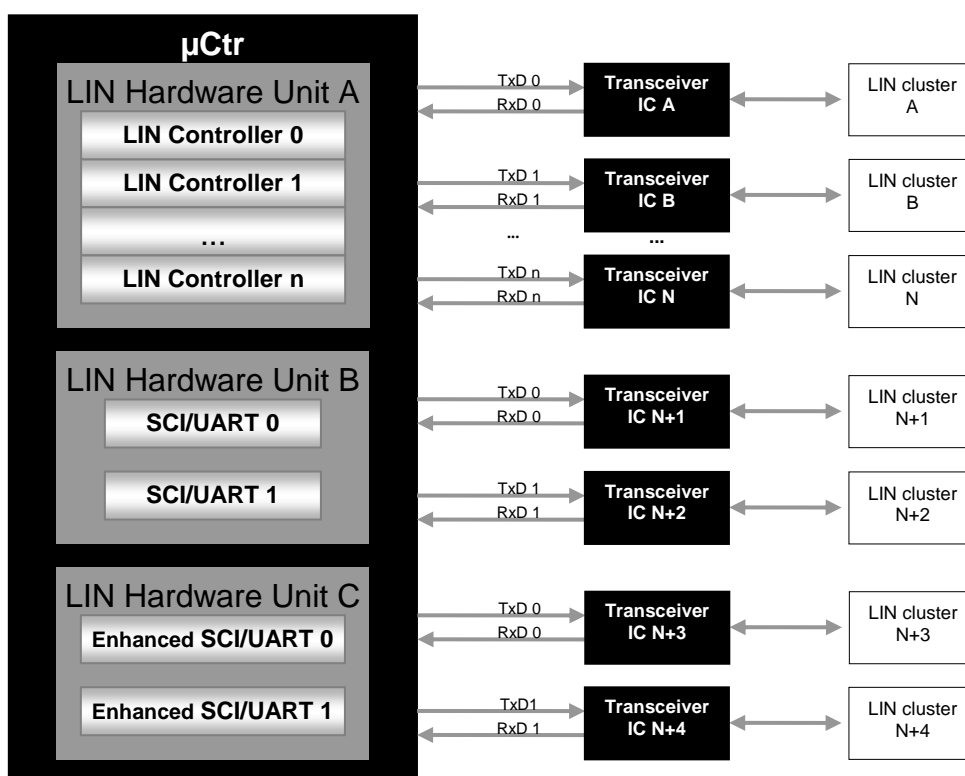 µCtr
LIN Hardware Unit A
LIN Controller 0
LIN Controller 1
...
LIN Controller n
TxD 0
RxD 0
Transceiver
IC A
LIN cluster
A
TxD 1
RxD 1
Transceiver
IC B
LIN cluster
B
...
...
TxD n
RxD n
Transceiver
IC N
LIN cluster
N
LIN Hardware Unit B
SCI/UART 0
SCI/UART 1
TxD 0
RxD 0
Transceiver
IC N+1
LIN cluster
N+1
TxD 1
RxD 1
Transceiver
IC N+2
LIN cluster
N+2
LIN Hardware Unit C
Enhanced SCI/UART 0
Enhanced SCI/UART 1
TxD 0
RxD 0
Transceiver
IC N+3
LIN cluster
N+3
TxD1
RxD 1
Transceiver
IC N+4
LIN cluster
N+4